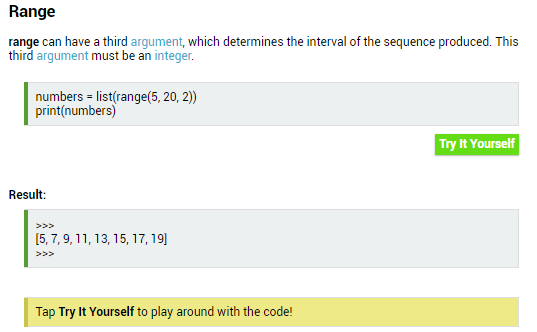 Range
range can have a third argument, which determines the interval of the sequence produced. This
third argument must be an integer.
numbers = list(range(5, 20, 2))
print(numbers)
Try It Yourself
Result:
>>>
[5, 7, 9, 11, 13, 15, 17, 19]
>>>
Tap Try It Yourself to play around with the code!